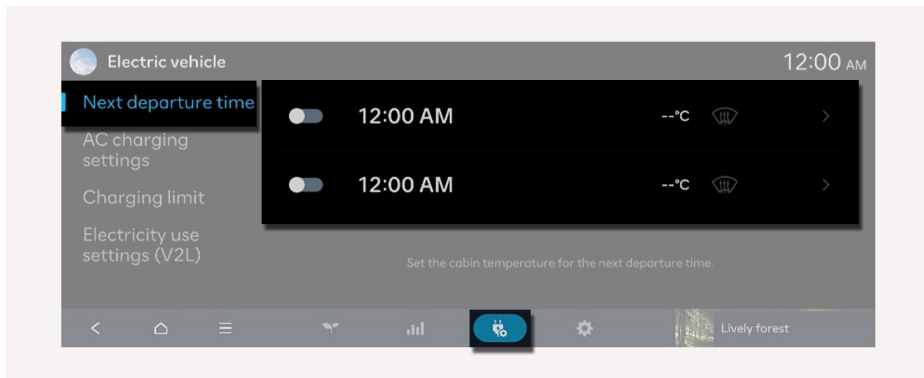 Electric vehicle
12:00 AM
Next departure time
AC charging
settings
Charging limit
Electricity use
settings (V2L)
12:00 AM
--°C
12:00 AM
--°C
Set the cabin temperature for the next departure time.
Lively forest